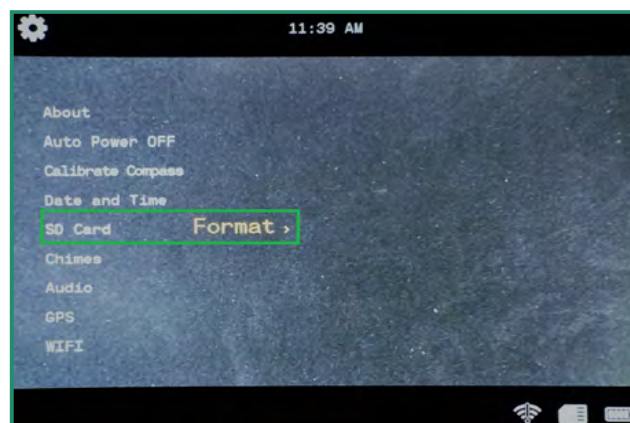 11:39 AM
About
Auto Power OFF
Calibrate Compass
Date and Time
SD Card Format ›
Chimes
Audio
GPS
WIFI